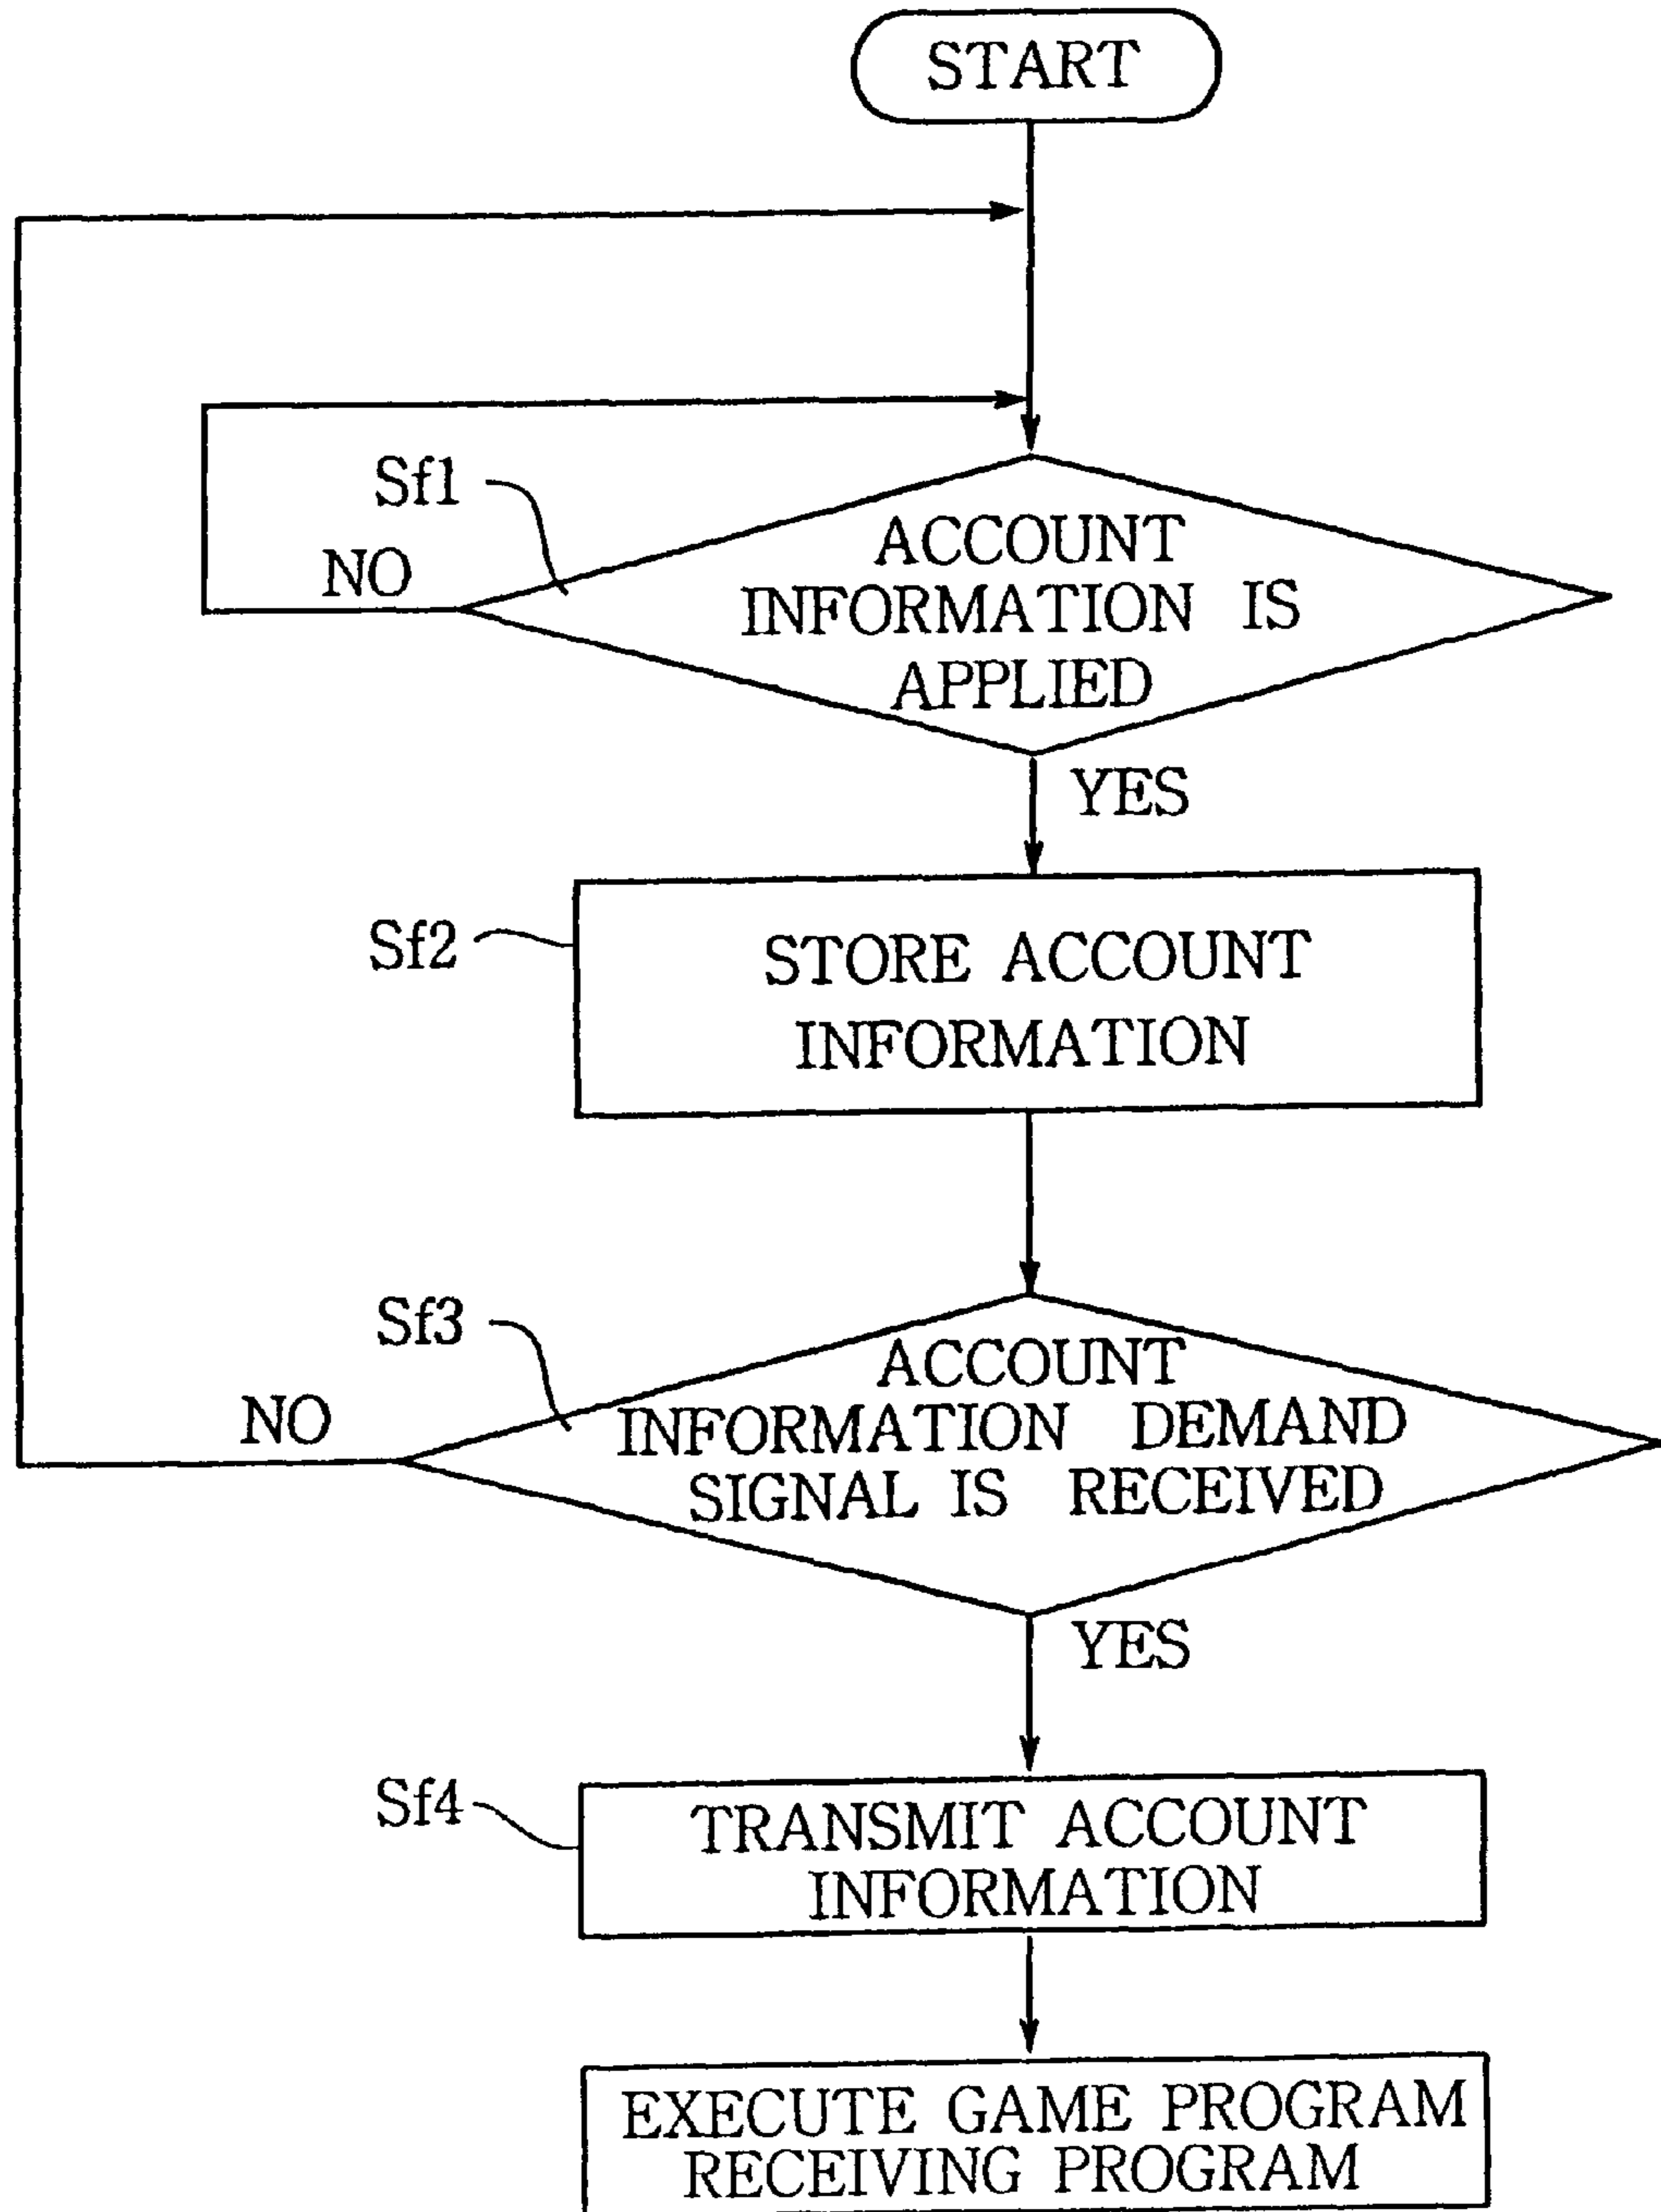 START
Sf1
NO
ACCOUNT
INFORMATION IS
APPLIED
YES
Sf2
STORE ACCOUNT
INFORMATION
Sf3
NO
ACCOUNT
INFORMATION DEMAND
SIGNAL IS RECEIVED
YES
Sf4
TRANSMIT ACCOUNT
INFORMATION
EXECUTE GAME PROGRAM
RECEIVING PROGRAM